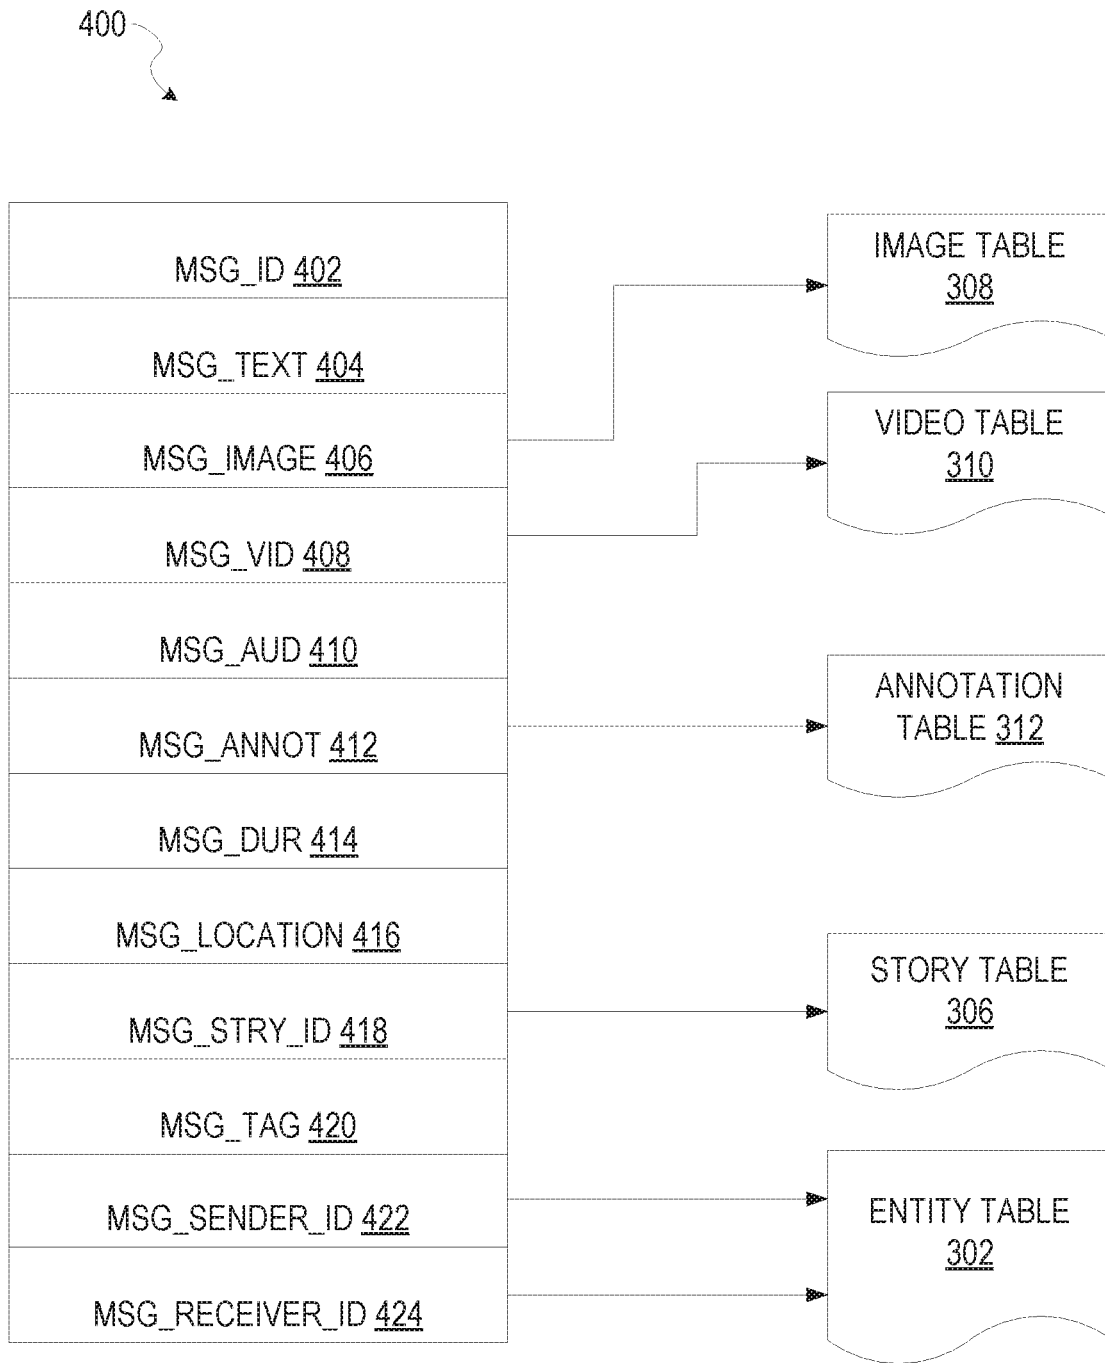 400
MSG_ID 402
MSG_TEXT 404
MSG_IMAGE 406
MSG_VID 408
MSG_AUD 410
MSG_ANNOT 412
MSG_DUR 414
MSG_LOCATION 416
MSG_STRY_ID 418
MSG_TAG 420
MSG_SENDER_ID 422
MSG_RECEIVER_ID 424
IMAGE TABLE
308
VIDEO TABLE
310
ANNOTATION
TABLE 312
STORY TABLE
306
ENTITY TABLE
302